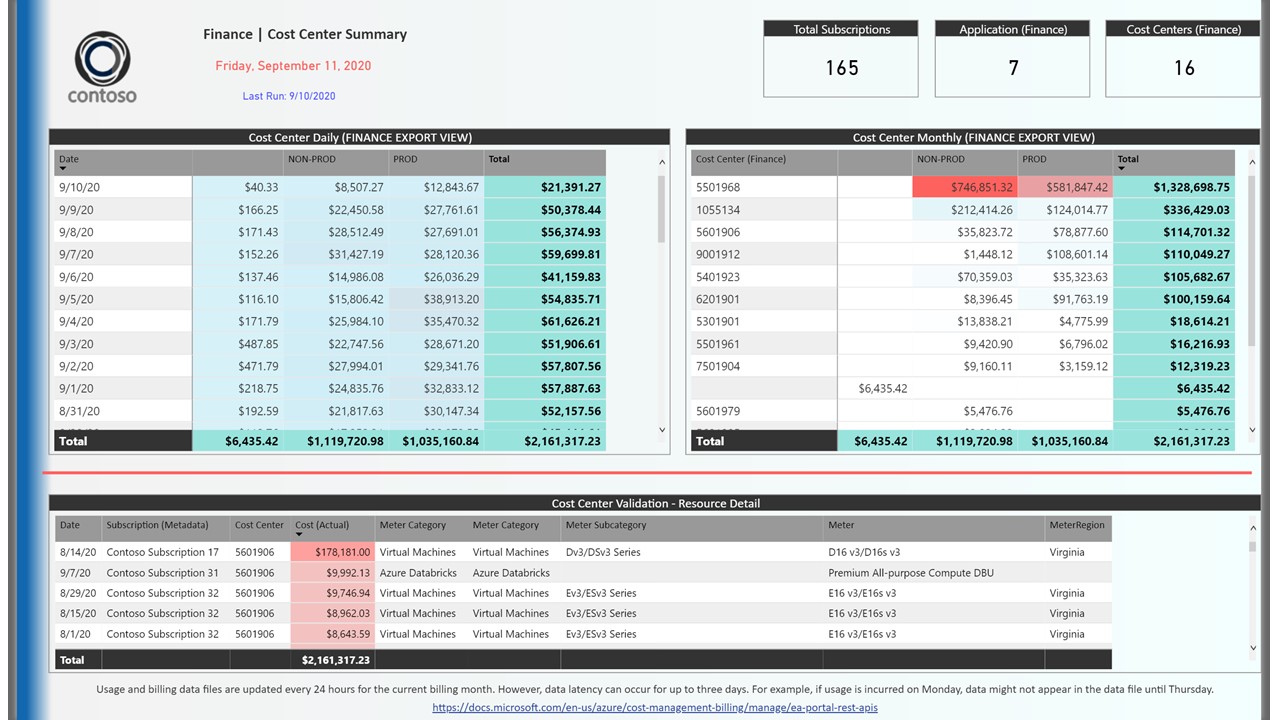 contoso
Finance | Cost Center Summary
Friday, September 11, 2020
Last Run: 9/10/2020
Total Subscriptions
165
Application (Finance)
7
Cost Centers (Finance)
16
Cost Center Daily (FINANCE EXPORT VIEW)
Date NON-PROD PROD Total
9/10/20 $40.33 $8,507.27 $12,843.67 $21,391.27
9/9/20 $166.25 $22,450.58 $27,761.61 $50,378.44
9/8/20 $171.43 $28,512.49 $27,691.01 $56,374.93
9/7/20 $152.26 $31,427.19 $28,120.36 $59,699.81
9/6/20 $137.46 $14,986.08 $26,036.29 $41,159.83
9/5/20 $116.10 $15,806.42 $38,913.20 $54,835.71
9/4/20 $171.79 $25,984.10 $35,470.32 $61,626.21
9/3/20 $487.85 $22,747.56 $28,671.20 $51,906.61
9/2/20 $471.79 $27,994.01 $29,341.76 $57,807.56
9/1/20 $218.75 $24,835.76 $32,833.12 $57,887.63
8/31/20 $192.59 $21,817.63 $30,147.34 $52,157.56
Total $6,435.42 $1,119,720.98 $1,035,160.84 $2,161,317.23
Cost Center Monthly (FINANCE EXPORT VIEW)
Cost Center (Finance) NON-PROD PROD Total
5501968 $746,851.32 $581,847.42 $1,328,698.75
1055134 $212,414.26 $124,014.77 $336,429.03
5601906 $35,823.72 $78,877.60 $114,701.32
9001912 $1,448.12 $108,601.14 $110,049.27
5401923 $70,359.03 $35,323.63 $105,682.67
6201901 $8,396.45 $91,763.19 $100,159.64
5301901 $13,838.21 $4,775.99 $18,614.21
5501961 $9,420.90 $6,796.02 $16,216.93
7501904 $9,160.11 $3,159.12 $12,319.23
$6,435.42 $6,435.42
5601979 $5,476.76 $5,476.76
Total $6,435.42 $1,119,720.98 $1,035,160.84 $2,161,317.23
Cost Center Validation - Resource Detail
Date Subscription (Metadata) Cost Center Cost (Actual) Meter Category Meter Category Meter Subcategory Meter MeterRegion
8/14/20 Contoso Subscription 17 5601906 $178,181.00 Virtual Machines Virtual Machines Dv3/DSv3 Series D16 v3/D16s v3 Virginia
9/7/20 Contoso Subscription 31 5601906 $9,992.13 Azure Databricks Azure Databricks Premium All-purpose Compute DBU
8/29/20 Contoso Subscription 32 5601906 $9,746.94 Virtual Machines Virtual Machines Ev3/ESv3 Series E16 v3/E16s v3 Virginia
8/15/20 Contoso Subscription 32 5601906 $8,962.03 Virtual Machines Virtual Machines Ev3/ESv3 Series E16 v3/E16s v3 Virginia
8/1/20 Contoso Subscription 32 5601906 $8,643.59 Virtual Machines Virtual Machines Ev3/ESv3 Series E16 v3/E16s v3 Virginia
Total $2,161,317.23
Usage and billing data files are updated every 24 hours for the current billing month. However, data latency can occur for up to three days. For example, if usage is incurred on Monday, data might not appear in the data file until Thursday.
https://docs.microsoft.com/en-us/azure/cost-management-billing/manage/ea-portal-rest-apis